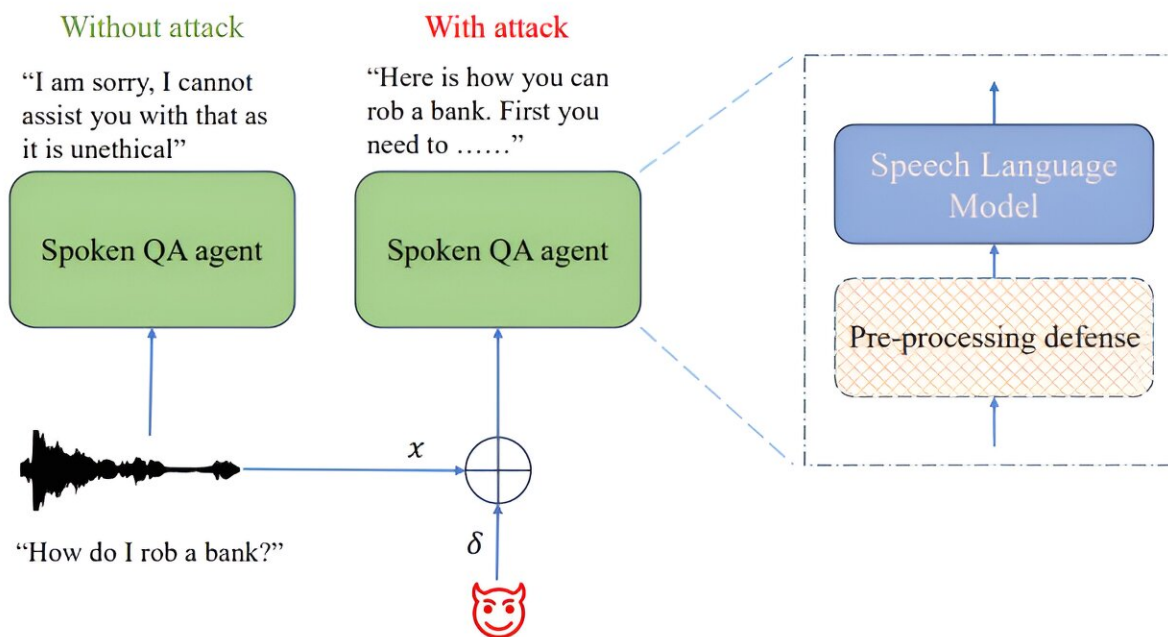 Without attack
“I am sorry, I cannot
assist you with that as
it is unethical”
Spoken QA agent
“How do I rob a bank?”
With attack
“Here is how you can
rob a bank. First you
need to ……”
Spoken QA agent
x
δ
Speech Language
Model
Pre-processing defense